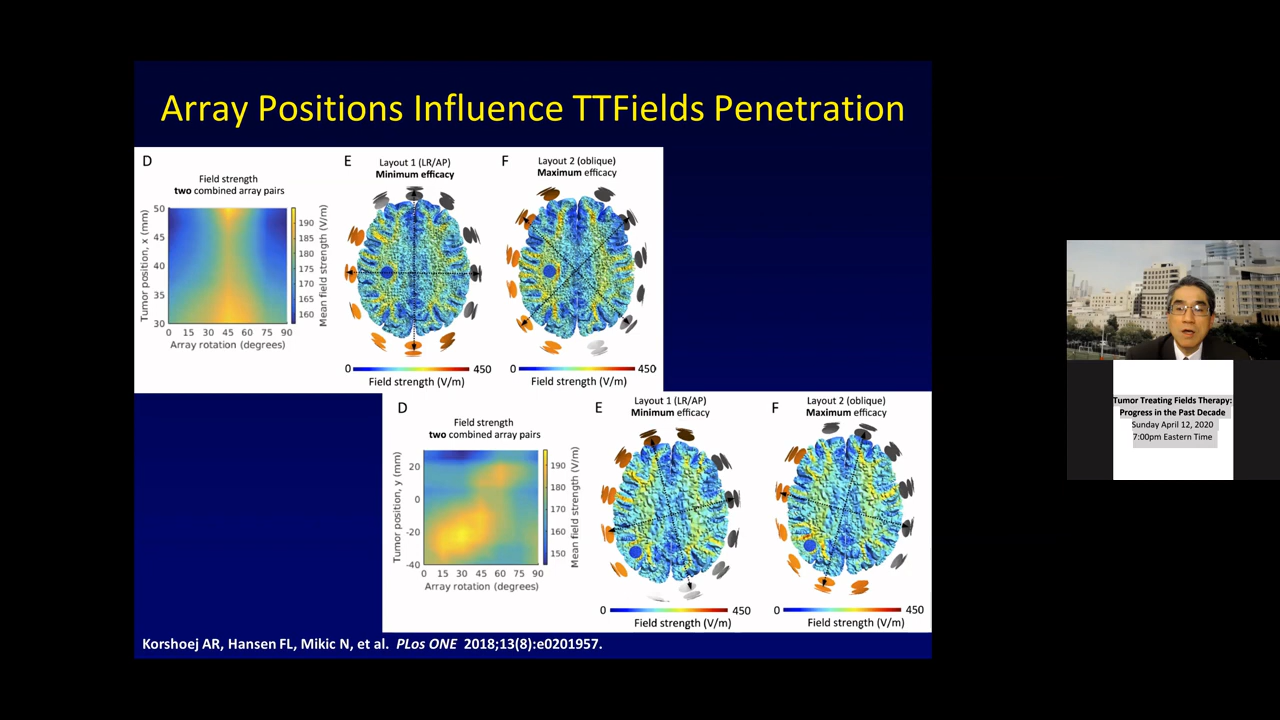 Array Positions Influence TTFields Penetration
D
Field strength
two combined array pairs
Tumor position, x (mm)
50
45
40
35
30
0 15 30 45 60 75 90
Array rotation (degrees)
190
185
180
175
170
165
160
Mean field strength (V/m)
E
Layout 1 (LR/AP)
Minimum efficacy
0 450
Field strength (V/m)
F
Layout 2 (oblique)
Maximum efficacy
0 450
Field strength (V/m)
D
Field strength
two combined array pairs
Tumor position, y (mm)
20
0
-20
-40
0 15 30 45 60 75 90
Array rotation (degrees)
190
180
170
160
150
Mean field strength (V/m)
E
Layout 1 (LR/AP)
Minimum efficacy
0 450
Field strength (V/m)
F
Layout 2 (oblique)
Maximum efficacy
0 450
Field strength (V/m)
Korshoej AR, Hansen FL, Mikic N, et al. PLos ONE 2018;13(8):e0201957.
Tumor Treating Fields Therapy:
Progress in the Past Decade
Sunday April 12, 2020
7:00pm Eastern Time